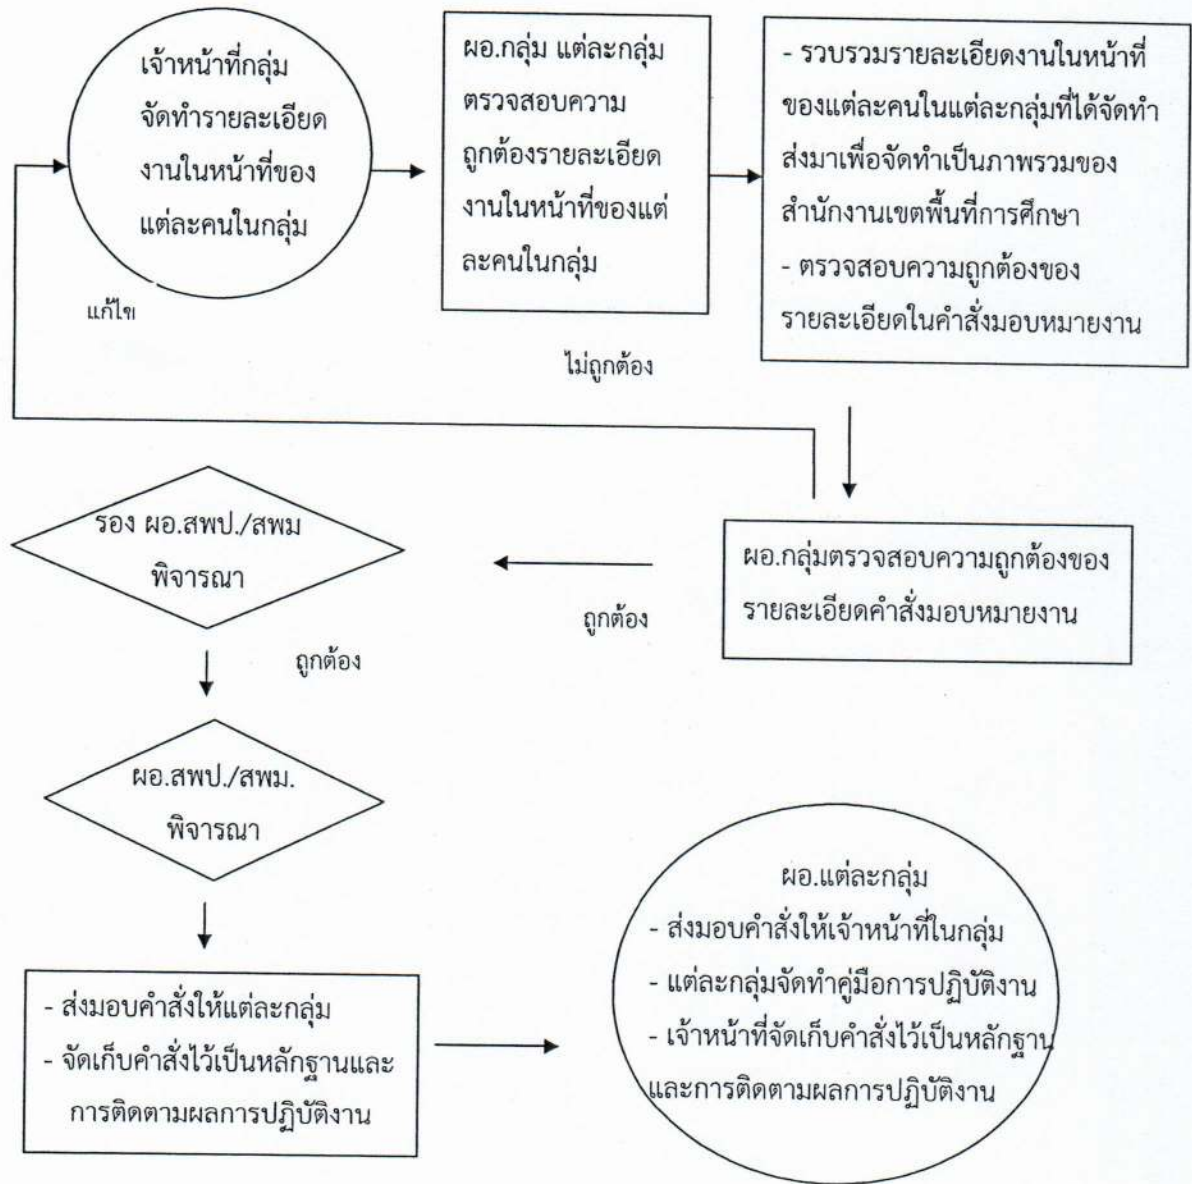 เจ้าหน้าที่กลุ่ม
จัดทำรายละเอียด
งานในหน้าที่ของ
แต่ละคนในกลุ่ม
ผอ.กลุ่ม แต่ละกลุ่ม
ตรวจสอบความ
ถูกต้องรายละเอียด
งานในหน้าที่ของแต่
ละคนในกลุ่ม
- รวบรวมรายละเอียดงานในหน้าที่
ของแต่ละคนในแต่ละกลุ่มที่ได้จัดทำ
ส่งมาเพื่อจัดทำเป็นภาพรวมของ
สำนักงานเขตพื้นที่การศึกษา
- ตรวจสอบความถูกต้องของ
รายละเอียดในคำสั่งมอบหมายงาน
แก้ไข
ไม่ถูกต้อง
รอง ผอ.สพป./สพม
พิจารณา
ถูกต้อง
ผอ.กลุ่มตรวจสอบความถูกต้องของ
รายละเอียดคำสั่งมอบหมายงาน
ถูกต้อง
ผอ.สพป./สพม.
พิจารณา
- ส่งมอบคำสั่งให้แต่ละกลุ่ม
- จัดเก็บคำสั่งไว้เป็นหลักฐานและ
การติดตามผลการปฏิบัติงาน
ผอ.แต่ละกลุ่ม
- ส่งมอบคำสั่งให้เจ้าหน้าที่ในกลุ่ม
- แต่ละกลุ่มจัดทำคู่มือการปฏิบัติงาน
- เจ้าหน้าที่จัดเก็บคำสั่งไว้เป็นหลักฐาน
และการติดตามผลการปฏิบัติงาน